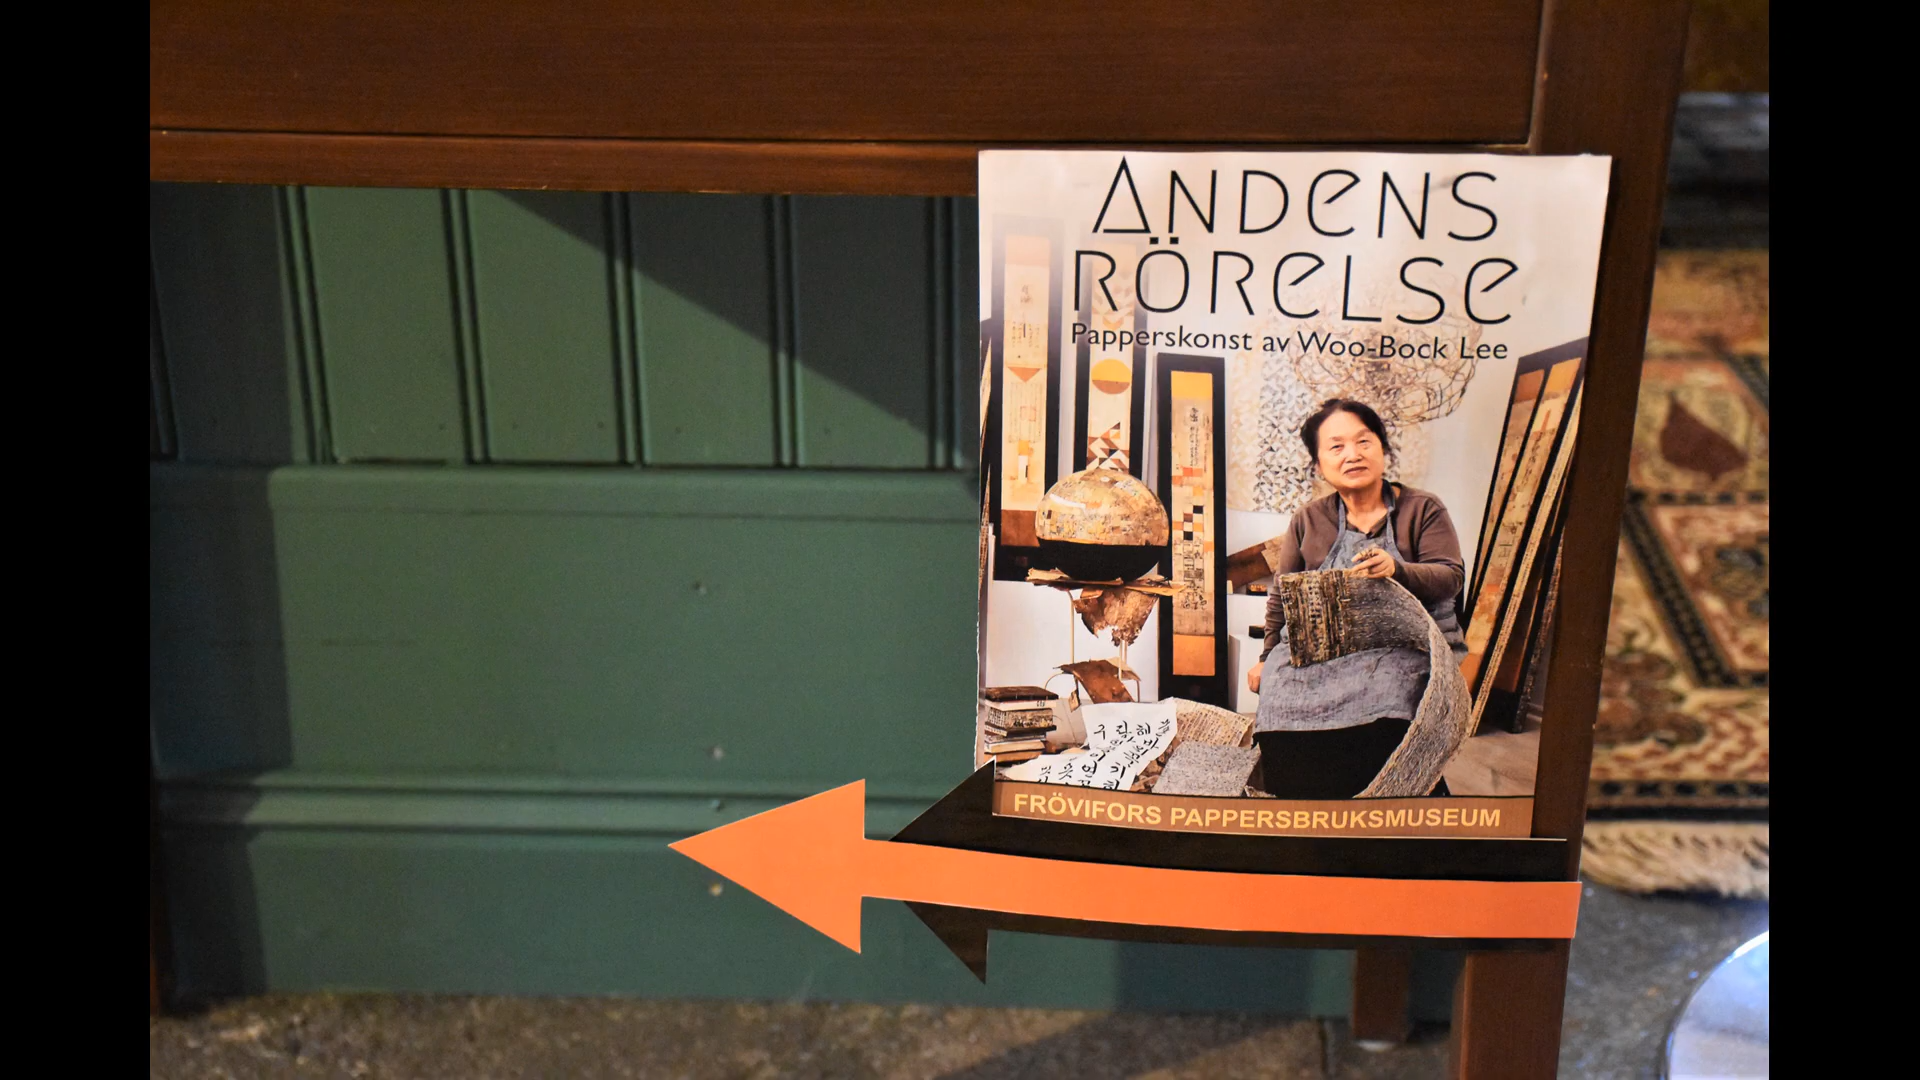 ANDENS
RÖRELSE
Papperskonst av Woo-Bock Lee
FRÖVIFORS PAPPERSBRUKSMUSEUM